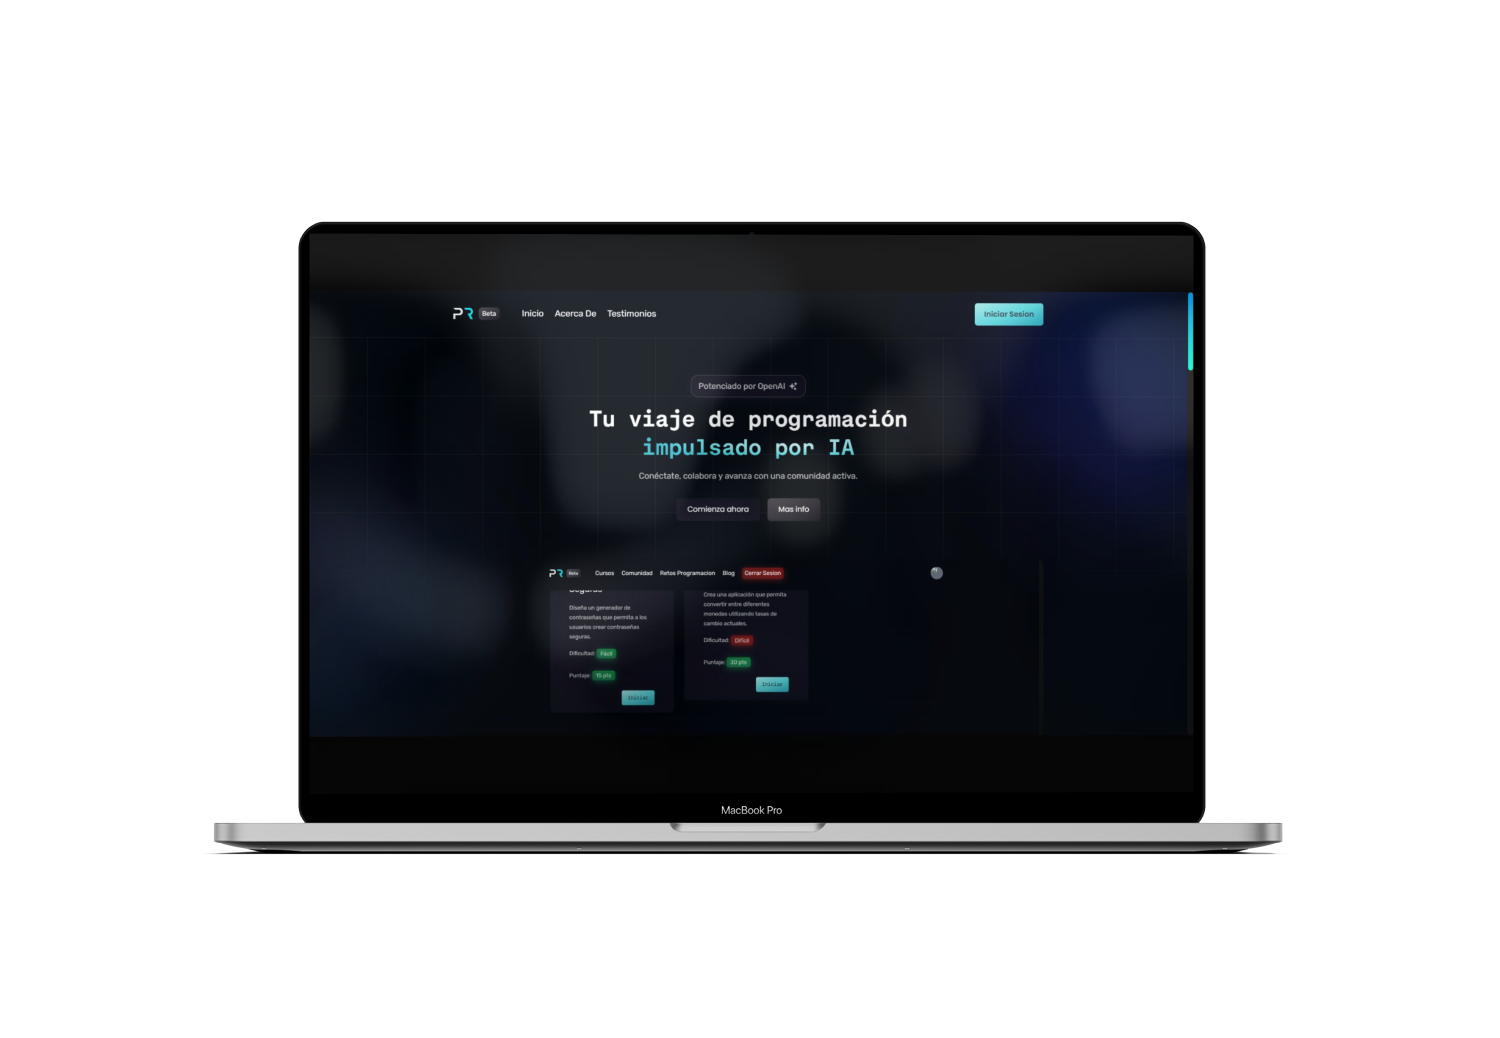 PR Beta Inicio Acerca De Testimonios Iniciar Sesion
Potenciado por OpenAI
Tu viaje de programación
impulsado por IA
Conéctate, colabora y avanza con una comunidad activa.
Comienza ahora Mas info
PR Beta Cursos Comunidad Retos Programacion Blog Cerrar Sesion
Seguras
Diseña un generador de
contraseñas que permita a los
usuarios crear contraseñas
seguras.
Dificultad: Fácil
Puntaje: 15 pts
Iniciar
Crea una aplicación que permita
convertir entre diferentes
monedas utilizando tasas de
cambio actuales.
Dificultad: Difícil
Puntaje: 30 pts
Iniciar
MacBook Pro